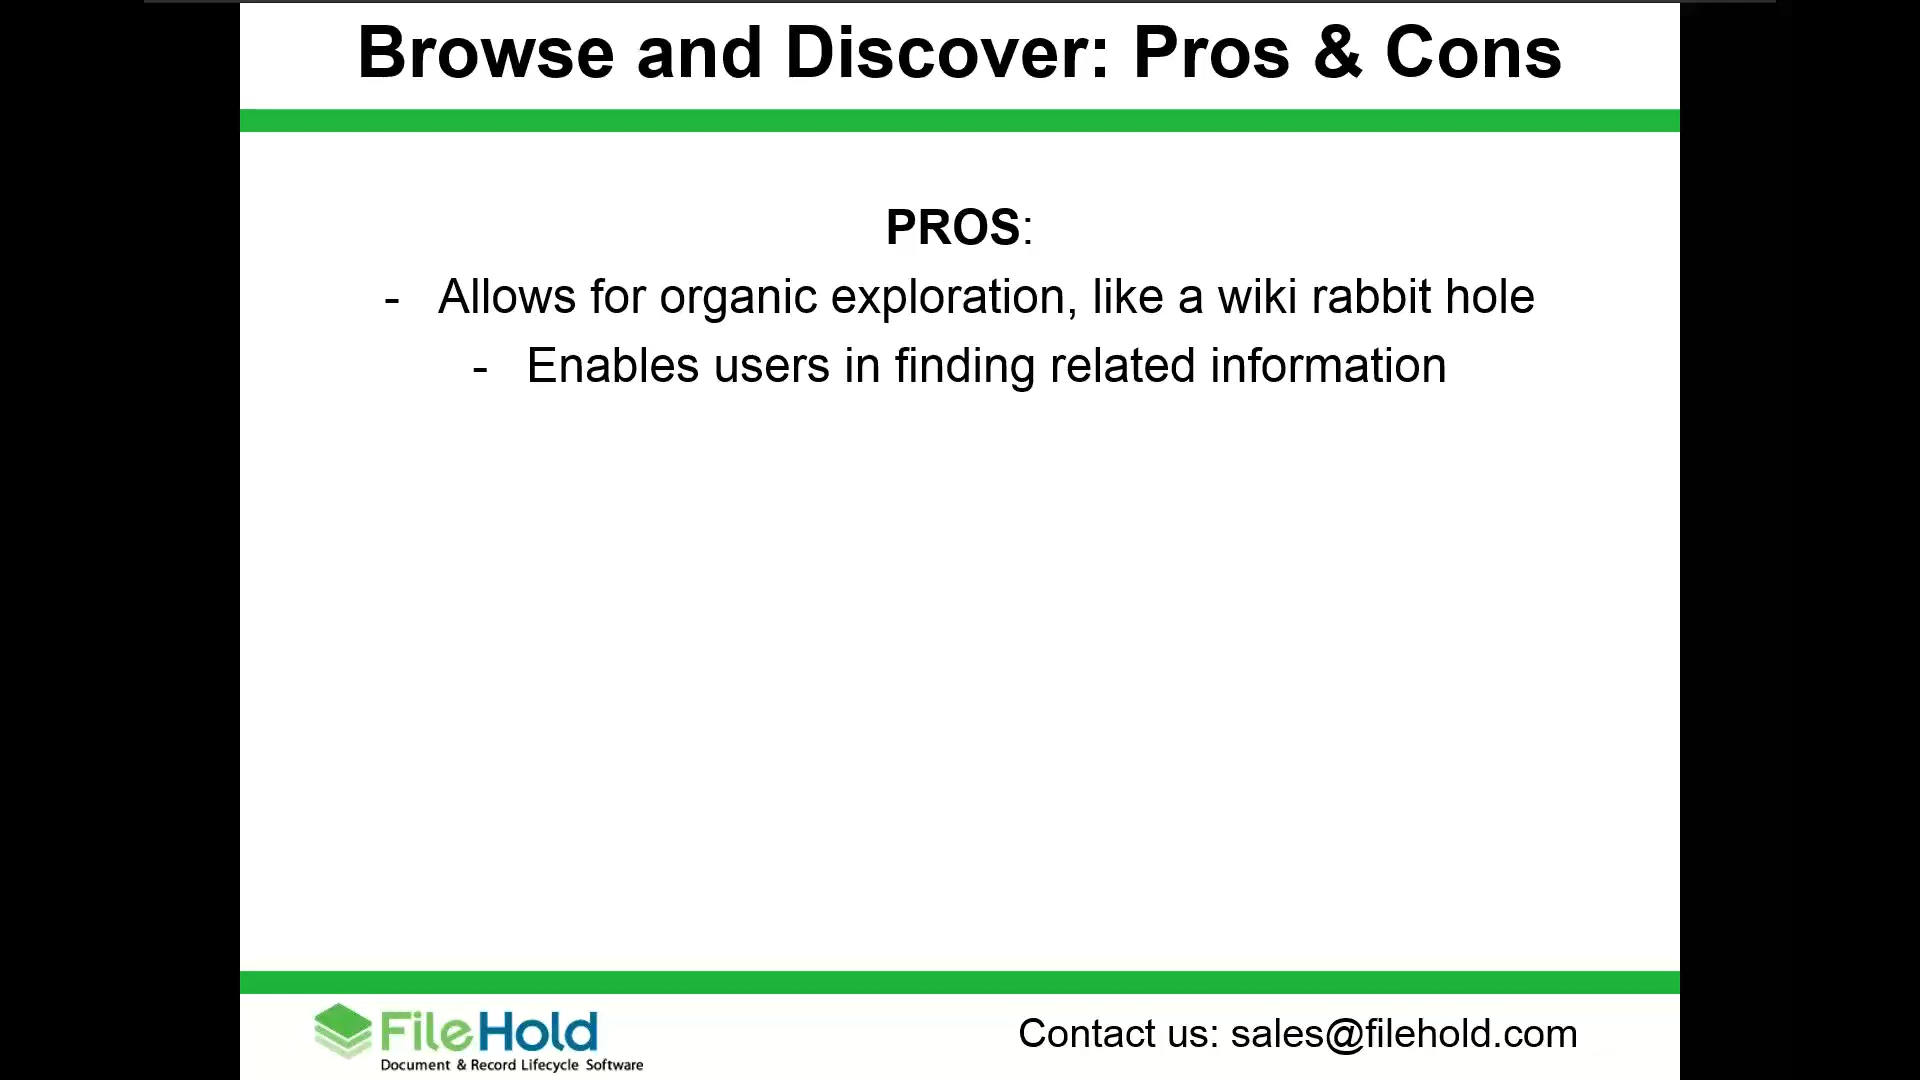 Browse and Discover: Pros & Cons
PROS:
- Allows for organic exploration, like a wiki rabbit hole
- Enables users in finding related information
FileHold
Document & Record Lifecycle Software
Contact us: sales@filehold.com